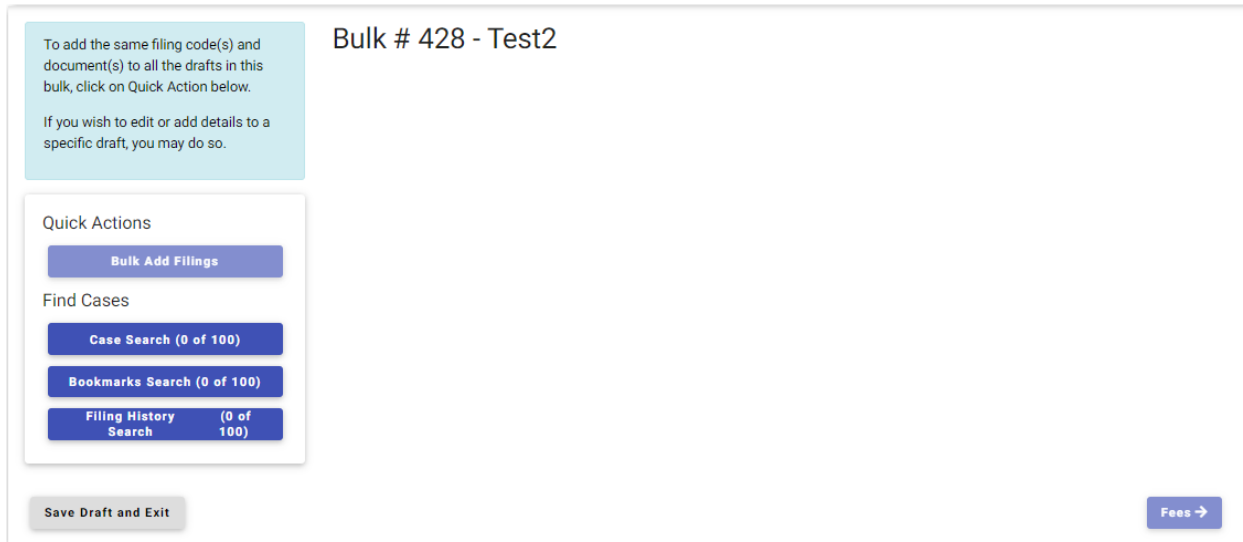 To add the same filing code(s) and
document(s) to all the drafts in this
bulk, click on Quick Action below.
If you wish to edit or add details to a
specific draft, you may do so.
Bulk # 428 - Test2
Quick Actions
Bulk Add Filings
Find Cases
Case Search (0 of 100)
Bookmarks Search (0 of 100)
Filing History (0 of
Search 100)
Save Draft and Exit
Fees →